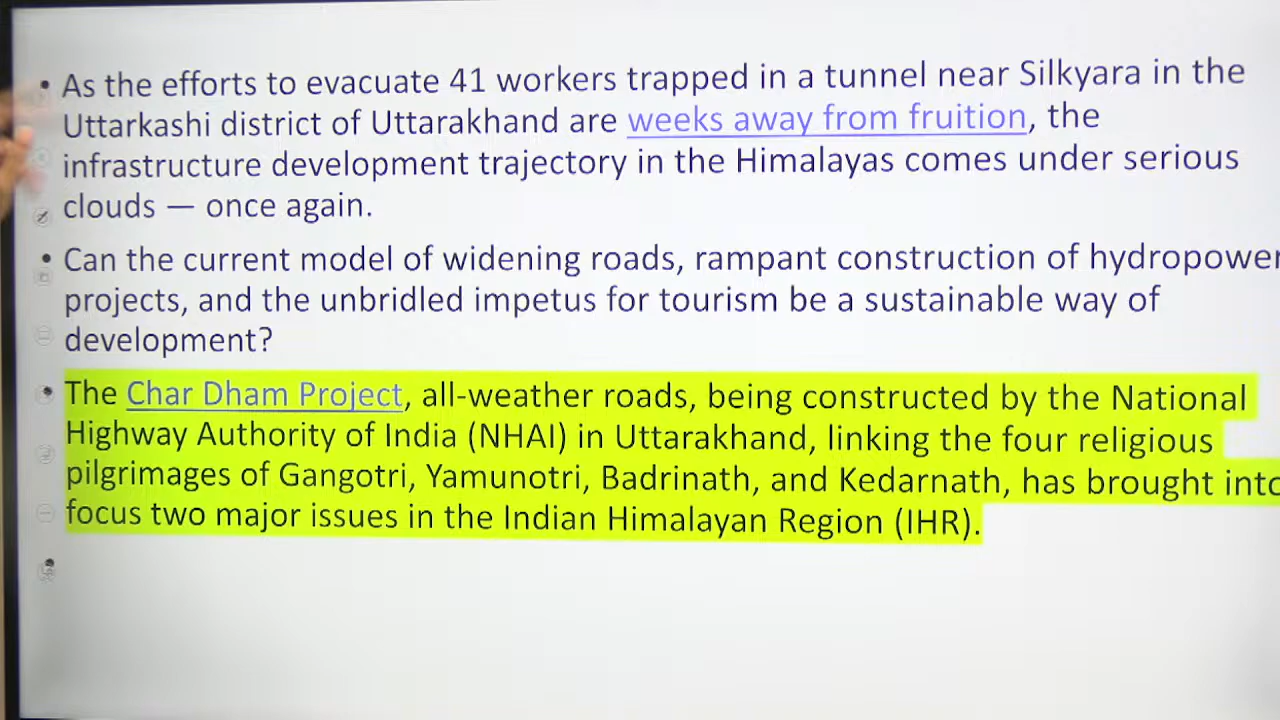 • As the efforts to evacuate 41 workers trapped in a tunnel near Silkyara in the
Uttarkashi district of Uttarakhand are weeks away from fruition, the
infrastructure development trajectory in the Himalayas comes under serious
clouds — once again.
• Can the current model of widening roads, rampant construction of hydropower
projects, and the unbridled impetus for tourism be a sustainable way of
development?
• The Char Dham Project, all-weather roads, being constructed by the National
Highway Authority of India (NHAI) in Uttarakhand, linking the four religious
pilgrimages of Gangotri, Yamunotri, Badrinath, and Kedarnath, has brought into
focus two major issues in the Indian Himalayan Region (IHR).